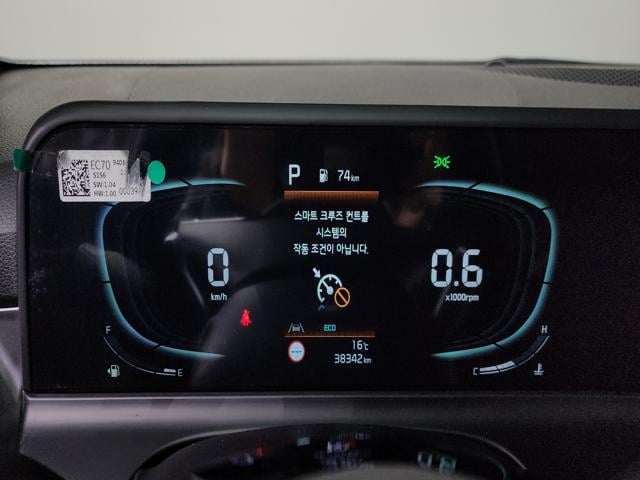 EC70 9403
S1S6
SW:1.04
HW:1.00
P 74km
스마트 크루즈 컨트롤
시스템의
작동 조건이 아닙니다.
0
km/h
0.6
x1000rpm
ECO
16℃
38342km
F
E
H
C